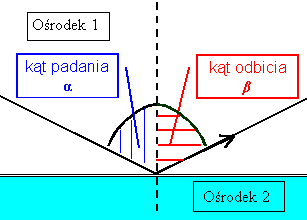 Ośrodek 1
kąt padania
α
kąt odbicia
β
Ośrodek 2